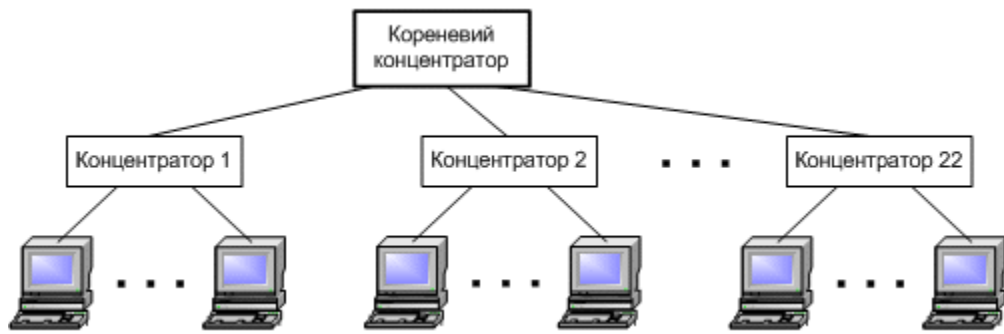 Кореневий
концентратор
Концентратор 1
Концентратор 2
Концентратор 22